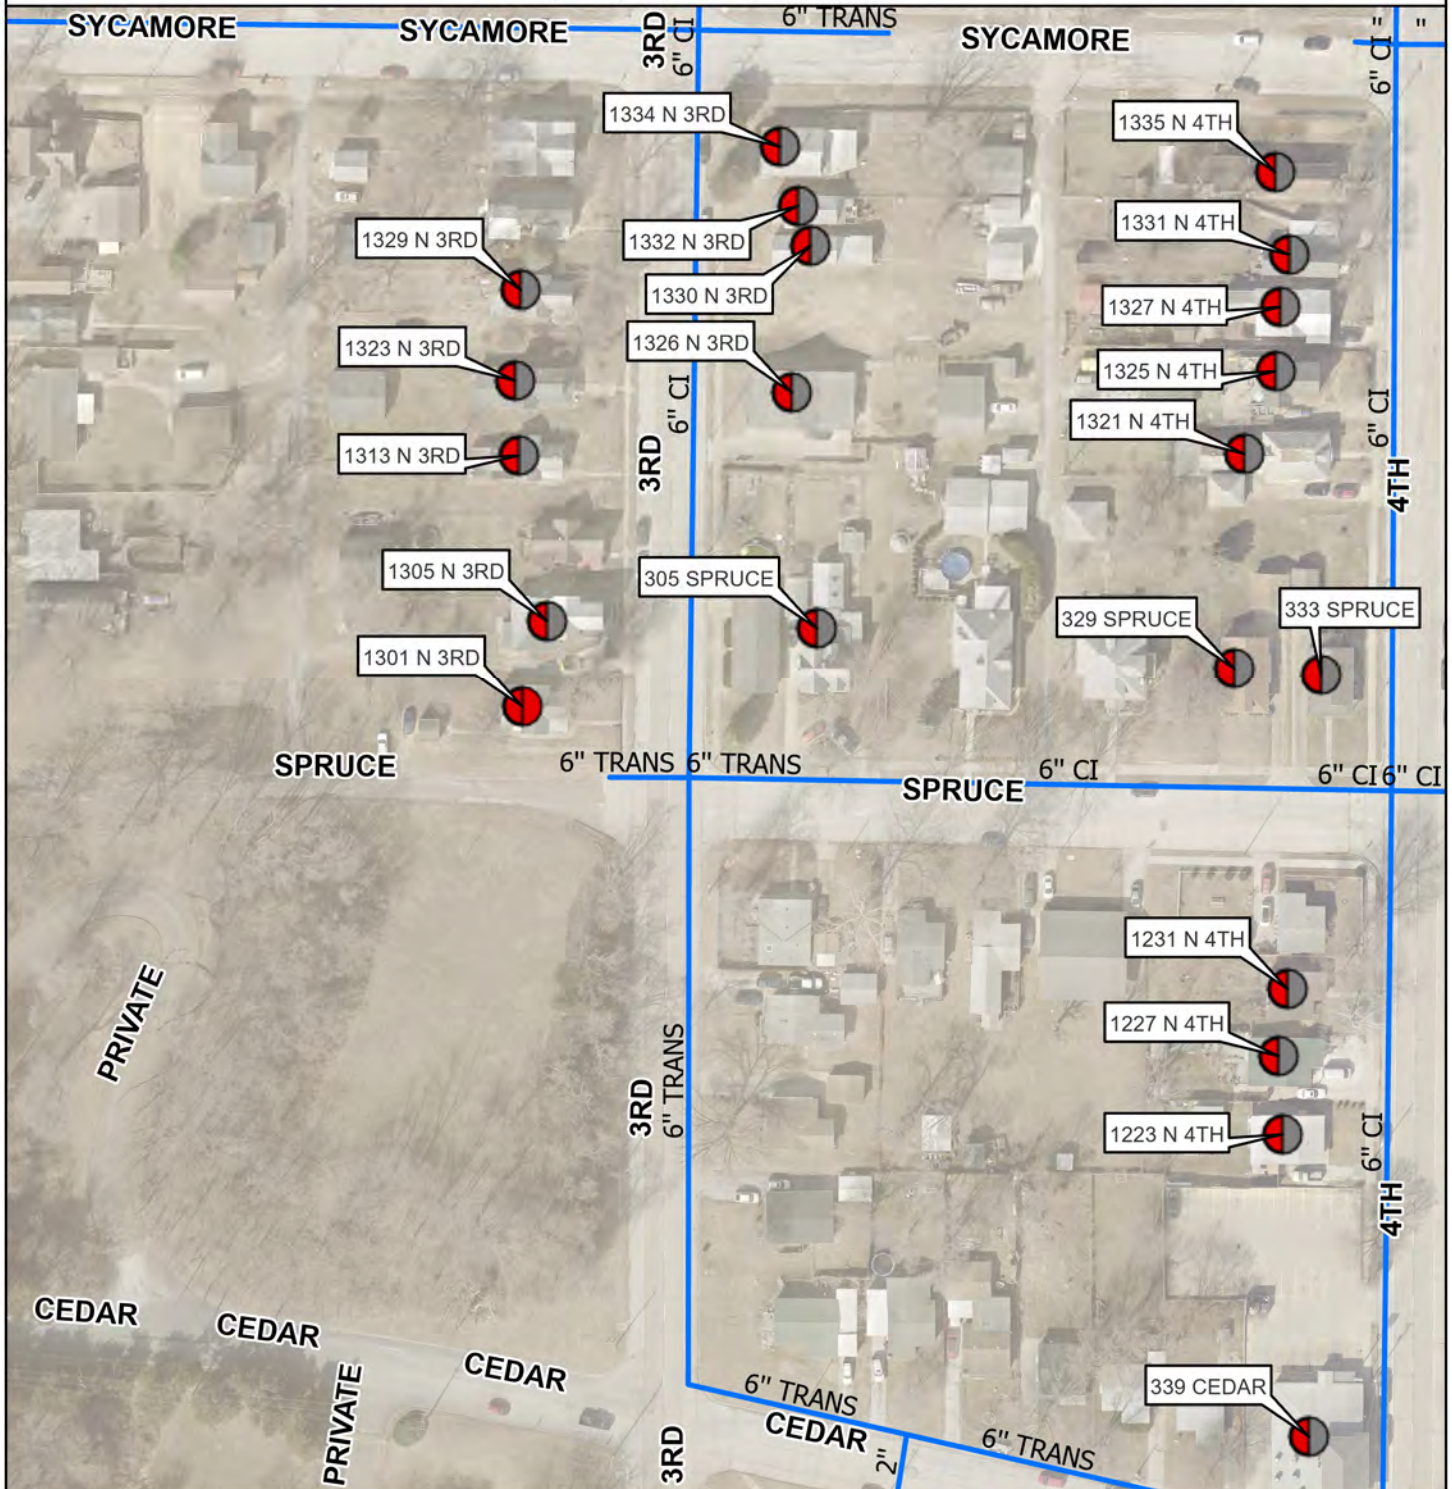 SYCAMORE
SYCAMORE
3RD
6" CI
6" TRANS
SYCAMORE
6" CI
"
"
1334 N 3RD
1335 N 4TH
1332 N 3RD
1331 N 4TH
1329 N 3RD
1330 N 3RD
1327 N 4TH
1323 N 3RD
1326 N 3RD
1325 N 4TH
6" CI
6" CI
1321 N 4TH
1313 N 3RD
3RD
4TH
1305 N 3RD
305 SPRUCE
329 SPRUCE
333 SPRUCE
1301 N 3RD
SPRUCE
6" TRANS
6" TRANS
6" CI
6" CI
6" CI
SPRUCE
1231 N 4TH
PRIVATE
1227 N 4TH
3RD
6" TRANS
1223 N 4TH
6" CI
4TH
CEDAR
CEDAR
CEDAR
PRIVATE
339 CEDAR
6" TRANS
CEDAR
6" TRANS
3RD
2"